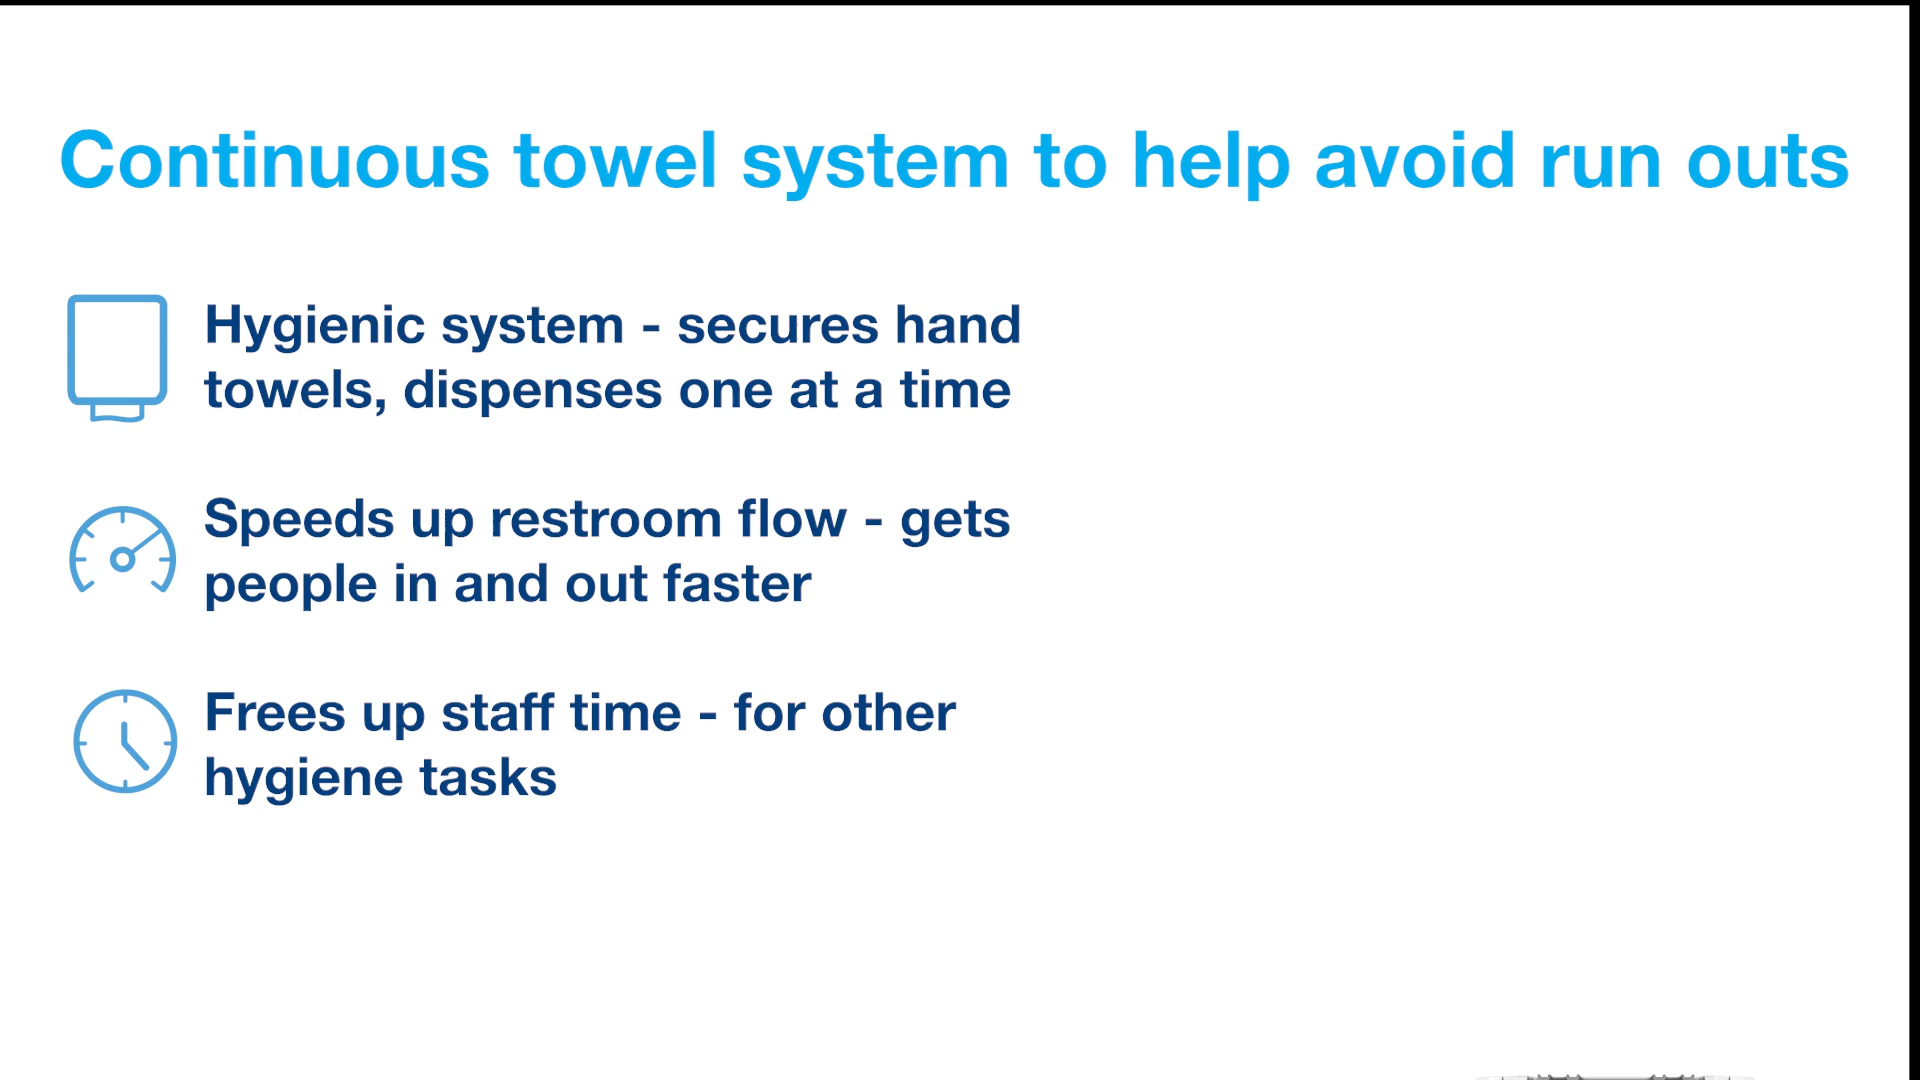 Continuous towel system to help avoid run outs
Hygienic system - secures hand
towels, dispenses one at a time
Speeds up restroom flow - gets
people in and out faster
Frees up staff time - for other
hygiene tasks